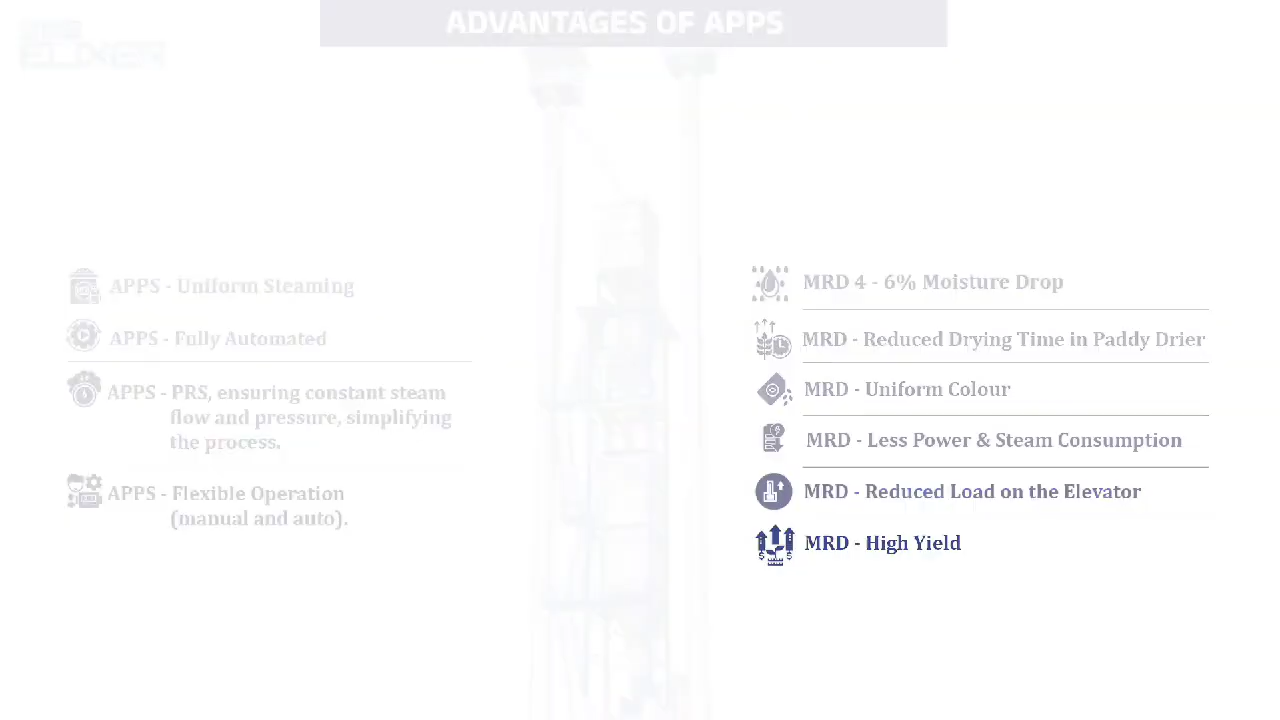 ADVANTAGES OF APPS
ELIXER
APPS - Uniform Steaming
APPS - Fully Automated
APPS - PRS, ensuring constant steam
flow and pressure, simplifying
the process.
APPS - Flexible Operation
(manual and auto).
MRD 4 - 6% Moisture Drop
MRD - Reduced Drying Time in Paddy Drier
MRD - Uniform Colour
MRD - Less Power & Steam Consumption
MRD - Reduced Load on the Elevator
MRD - High Yield